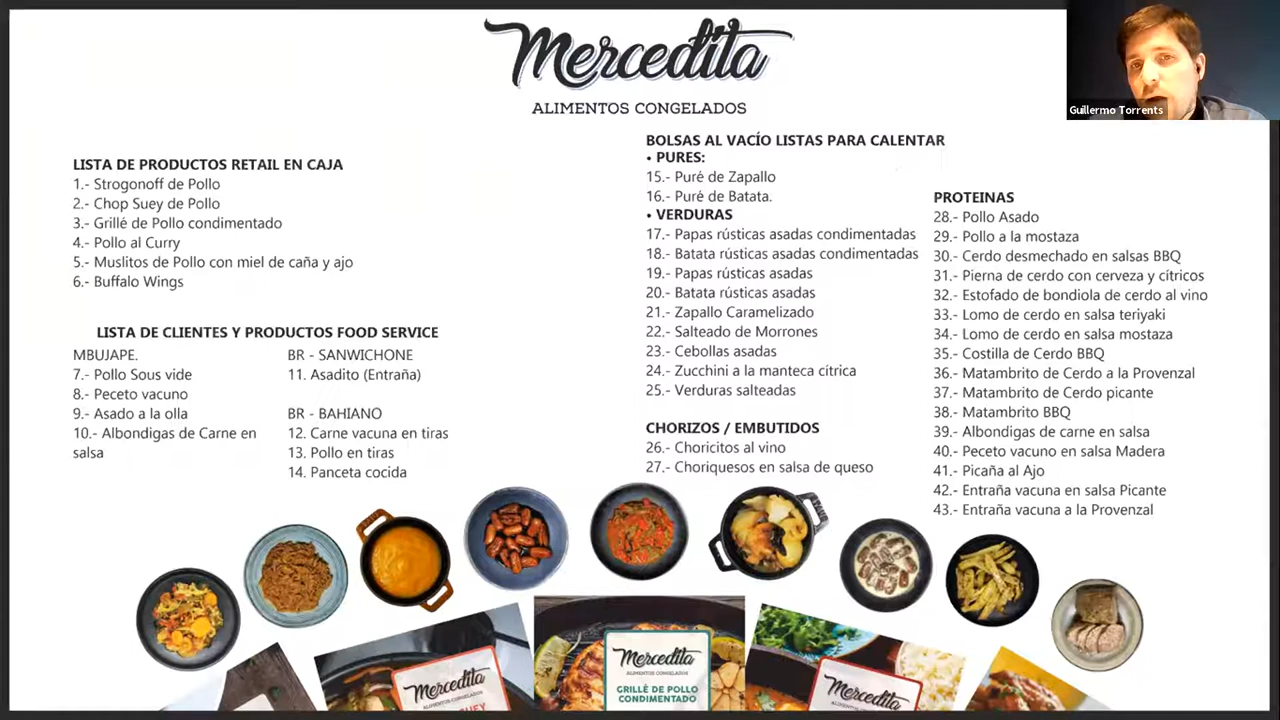 Mercedita
ALIMENTOS CONGELADOS
Guillermo Torrents
LISTA DE PRODUCTOS RETAIL EN CAJA
1.- Strogonoff de Pollo
2.- Chop Suey de Pollo
3.- Grillé de Pollo condimentado
4.- Pollo al Curry
5.- Muslitos de Pollo con miel de caña y ajo
6.- Buffalo Wings
LISTA DE CLIENTES Y PRODUCTOS FOOD SERVICE
MBUJAPE.
7.- Pollo Sous vide
8.- Peceto vacuno
9.- Asado a la olla
10.- Albondigas de Carne en
salsa
BR - SANWICHONE
11. Asadito (Entraña)
BR - BAHIANO
12. Carne vacuna en tiras
13. Pollo en tiras
14. Panceta cocida
BOLSAS AL VACÍO LISTAS PARA CALENTAR
• PURES:
15.- Puré de Zapallo
16.- Puré de Batata.
• VERDURAS
17.- Papas rústicas asadas condimentadas
18.- Batata rústicas asadas condimentadas
19.- Papas rústicas asadas
20.- Batata rústicas asadas
21.- Zapallo Caramelizado
22.- Salteado de Morrones
23.- Cebollas asadas
24.- Zucchini a la manteca cítrica
25.- Verduras salteadas
CHORIZOS / EMBUTIDOS
26.- Choricitos al vino
27.- Choriquesos en salsa de queso
PROTEINAS
28.- Pollo Asado
29.- Pollo a la mostaza
30.- Cerdo desmechado en salsas BBQ
31.- Pierna de cerdo con cerveza y cítricos
32.- Estofado de bondiola de cerdo al vino
33.- Lomo de cerdo en salsa teriyaki
34.- Lomo de cerdo en salsa mostaza
35.- Costilla de Cerdo BBQ
36.- Matambrito de Cerdo a la Provenzal
37.- Matambrito de Cerdo picante
38.- Matambrito BBQ
39.- Albondigas de carne en salsa
40.- Peceto vacuno en salsa Madera
41.- Picaña al Ajo
42.- Entraña vacuna en salsa Picante
43.- Entraña vacuna a la Provenzal
Mercedita
ALIMENTOS CONGELADOS
Mercedita
ALIMENTOS CONGELADOS
GRILLÉ DE POLLO
CONDIMENTADO
Mercedita
ALIMENTOS CONGELADOS